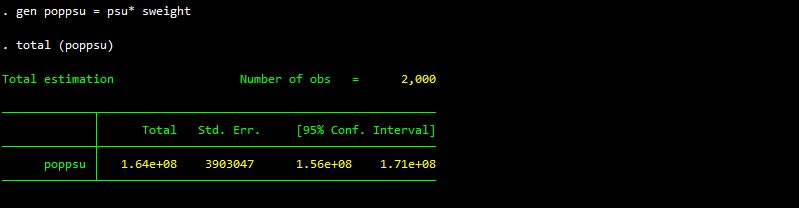 . gen poppsu = psu* sweight
. total (poppsu)
Total estimation Number of obs = 2,000
Total Std. Err. [95% Conf. Interval]
poppsu 1.64e+08 3903047 1.56e+08 1.71e+08